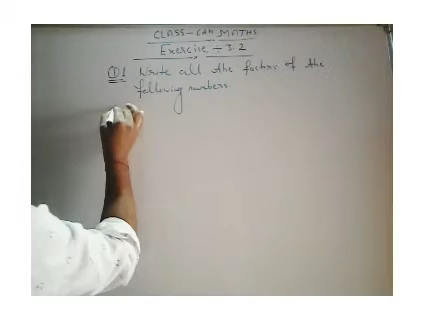 CLASS-6th MATHS
Exercise - 3.2
Q1 Write all the factors of the
following numbers